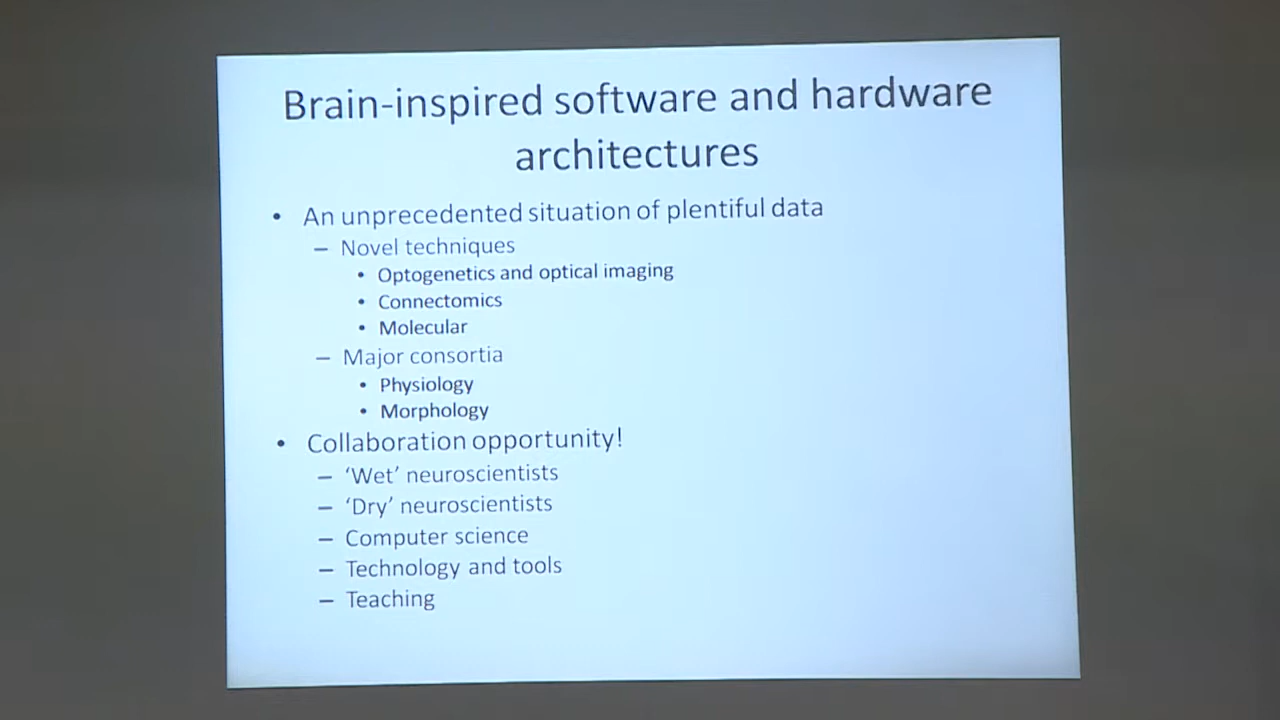 Brain-inspired software and hardware
architectures
• An unprecedented situation of plentiful data
– Novel techniques
• Optogenetics and optical imaging
• Connectomics
• Molecular
– Major consortia
• Physiology
• Morphology
• Collaboration opportunity!
– ‘Wet’ neuroscientists
– ‘Dry’ neuroscientists
– Computer science
– Technology and tools
– Teaching